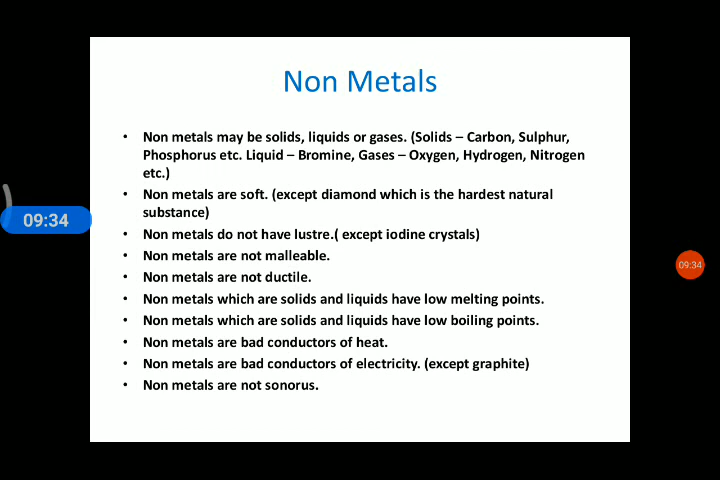 Non Metals
• Non metals may be solids, liquids or gases. (Solids – Carbon, Sulphur,
Phosphorus etc. Liquid – Bromine, Gases – Oxygen, Hydrogen, Nitrogen
etc.)
• Non metals are soft. (except diamond which is the hardest natural
substance)
• Non metals do not have lustre.( except iodine crystals)
• Non metals are not malleable.
• Non metals are not ductile.
• Non metals which are solids and liquids have low melting points.
• Non metals which are solids and liquids have low boiling points.
• Non metals are bad conductors of heat.
• Non metals are bad conductors of electricity. (except graphite)
• Non metals are not sonorus.
09:34
09:34